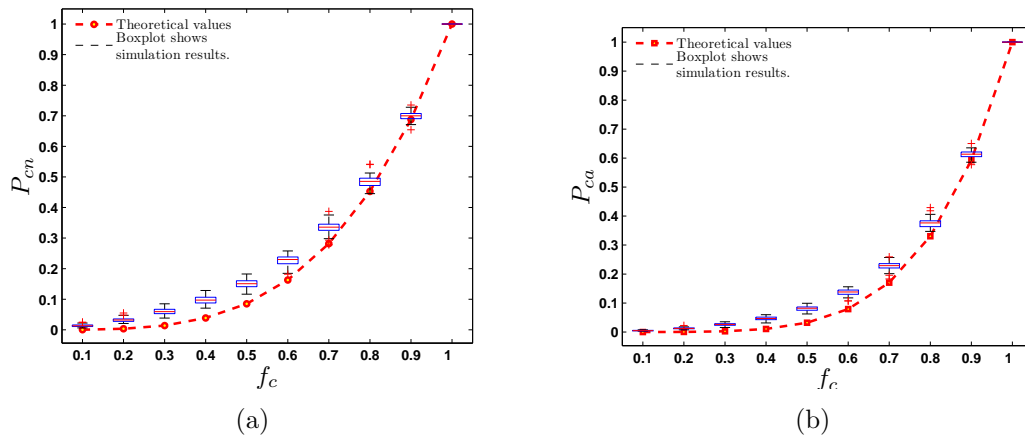 Theoretical values
Boxplot shows
simulation results.
P_cn
1
0.9
0.8
0.7
0.6
0.5
0.4
0.3
0.2
0.1
0
0.1 0.2 0.3 0.4 0.5 0.6 0.7 0.8 0.9 1
f_c
(a)
Theoretical values
Boxplot shows
simulation results.
P_ca
1
0.9
0.8
0.7
0.6
0.5
0.4
0.3
0.2
0.1
0
0.1 0.2 0.3 0.4 0.5 0.6 0.7 0.8 0.9 1
f_c
(b)